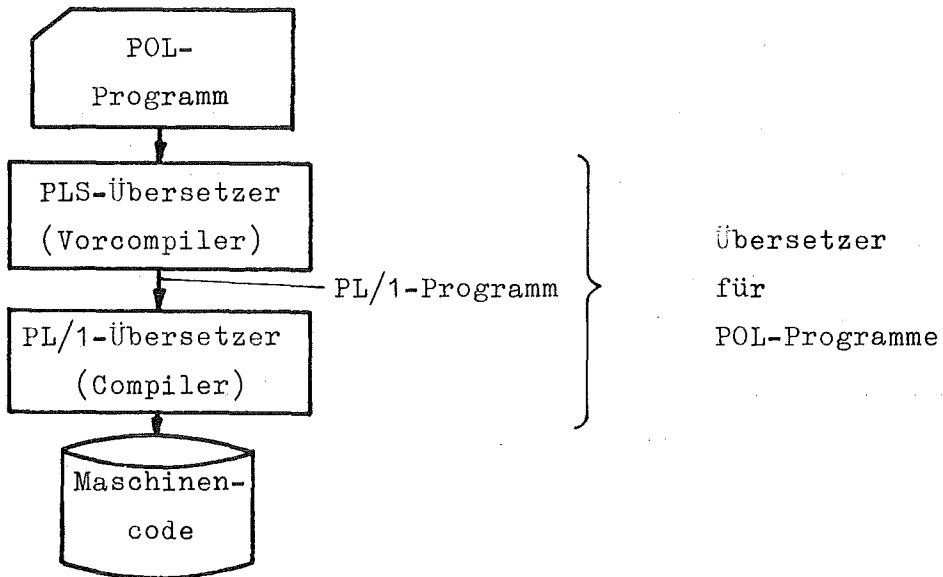 POL-
Programm
PLS-Übersetzer
(Vorcompiler)
PL/1-Programm
PL/1-Übersetzer
(Compiler)
Maschinen-
code
Übersetzer
für
POL-Programme